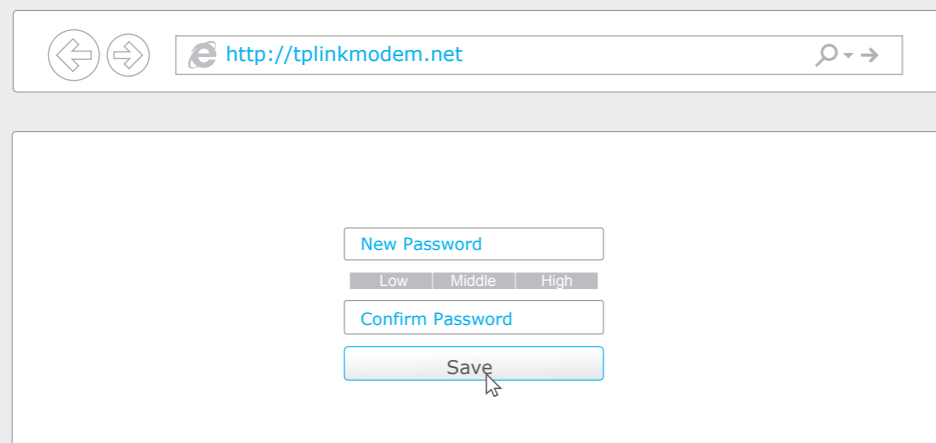 http://tplinkmodem.net
New Password
Low Middle High
Confirm Password
Save